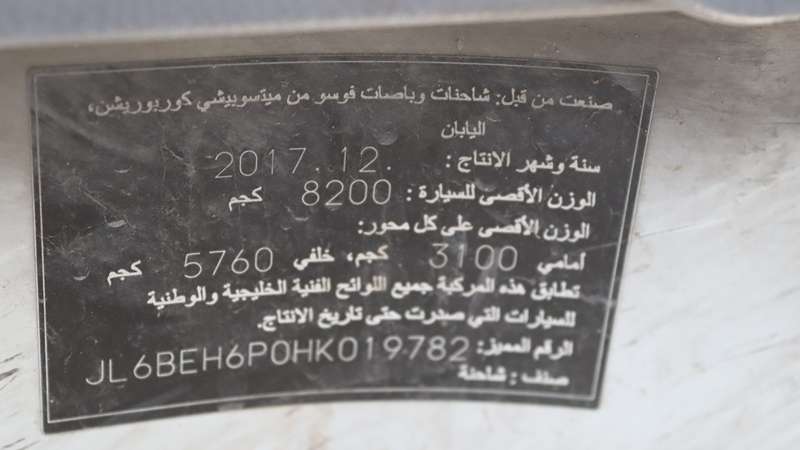 صنعت من قبل: شاحنات وباصات فوسو من ميتسوبيشي كوربوريشن،
اليابان
سنة وشهر الانتاج : 2017.12.
الوزن الأقصى للسيارة : 8200 كجم
الوزن الأقصى على كل محور:
أمامي 3100 كجم، خلفي 5760 كجم
تطابق هذه المركبة جميع اللوائح الفنية الخليجية والوطنية
للسيارات التي صدرت حتى تاريخ الانتاج.
الرقم المميز: JL6BEH6P0HK019782
صنف : شاحنة